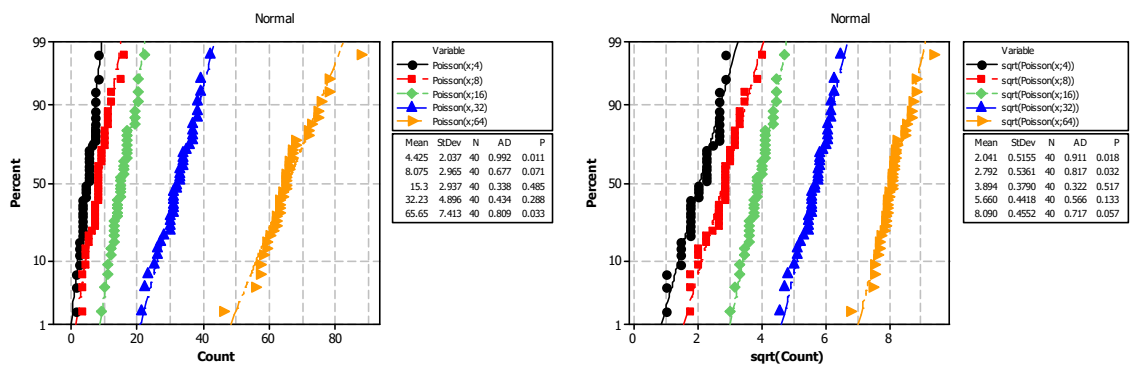 Normal
99
90
50
10
1
Percent
0
20
40
60
80
Count
Variable
Poisson(x;4)
Poisson(x;8)
Poisson(x;16)
Poisson(x;32)
Poisson(x;64)
Mean StDev N AD P
4.425 2.037 40 0.992 0.011
8.075 2.965 40 0.677 0.071
15.3 2.937 40 0.338 0.485
32.23 4.896 40 0.434 0.288
65.65 7.413 40 0.809 0.033
Normal
99
90
50
10
1
Percent
0
2
4
6
8
sqrt(Count)
Variable
sqrt(Poisson(x;4))
sqrt(Poisson(x;8))
sqrt(Poisson(x;16))
sqrt(Poisson(x;32))
sqrt(Poisson(x;64))
Mean StDev N AD P
2.041 0.5155 40 0.911 0.018
2.792 0.5361 40 0.817 0.032
3.894 0.3790 40 0.322 0.517
5.660 0.4418 40 0.566 0.133
8.090 0.4552 40 0.717 0.057